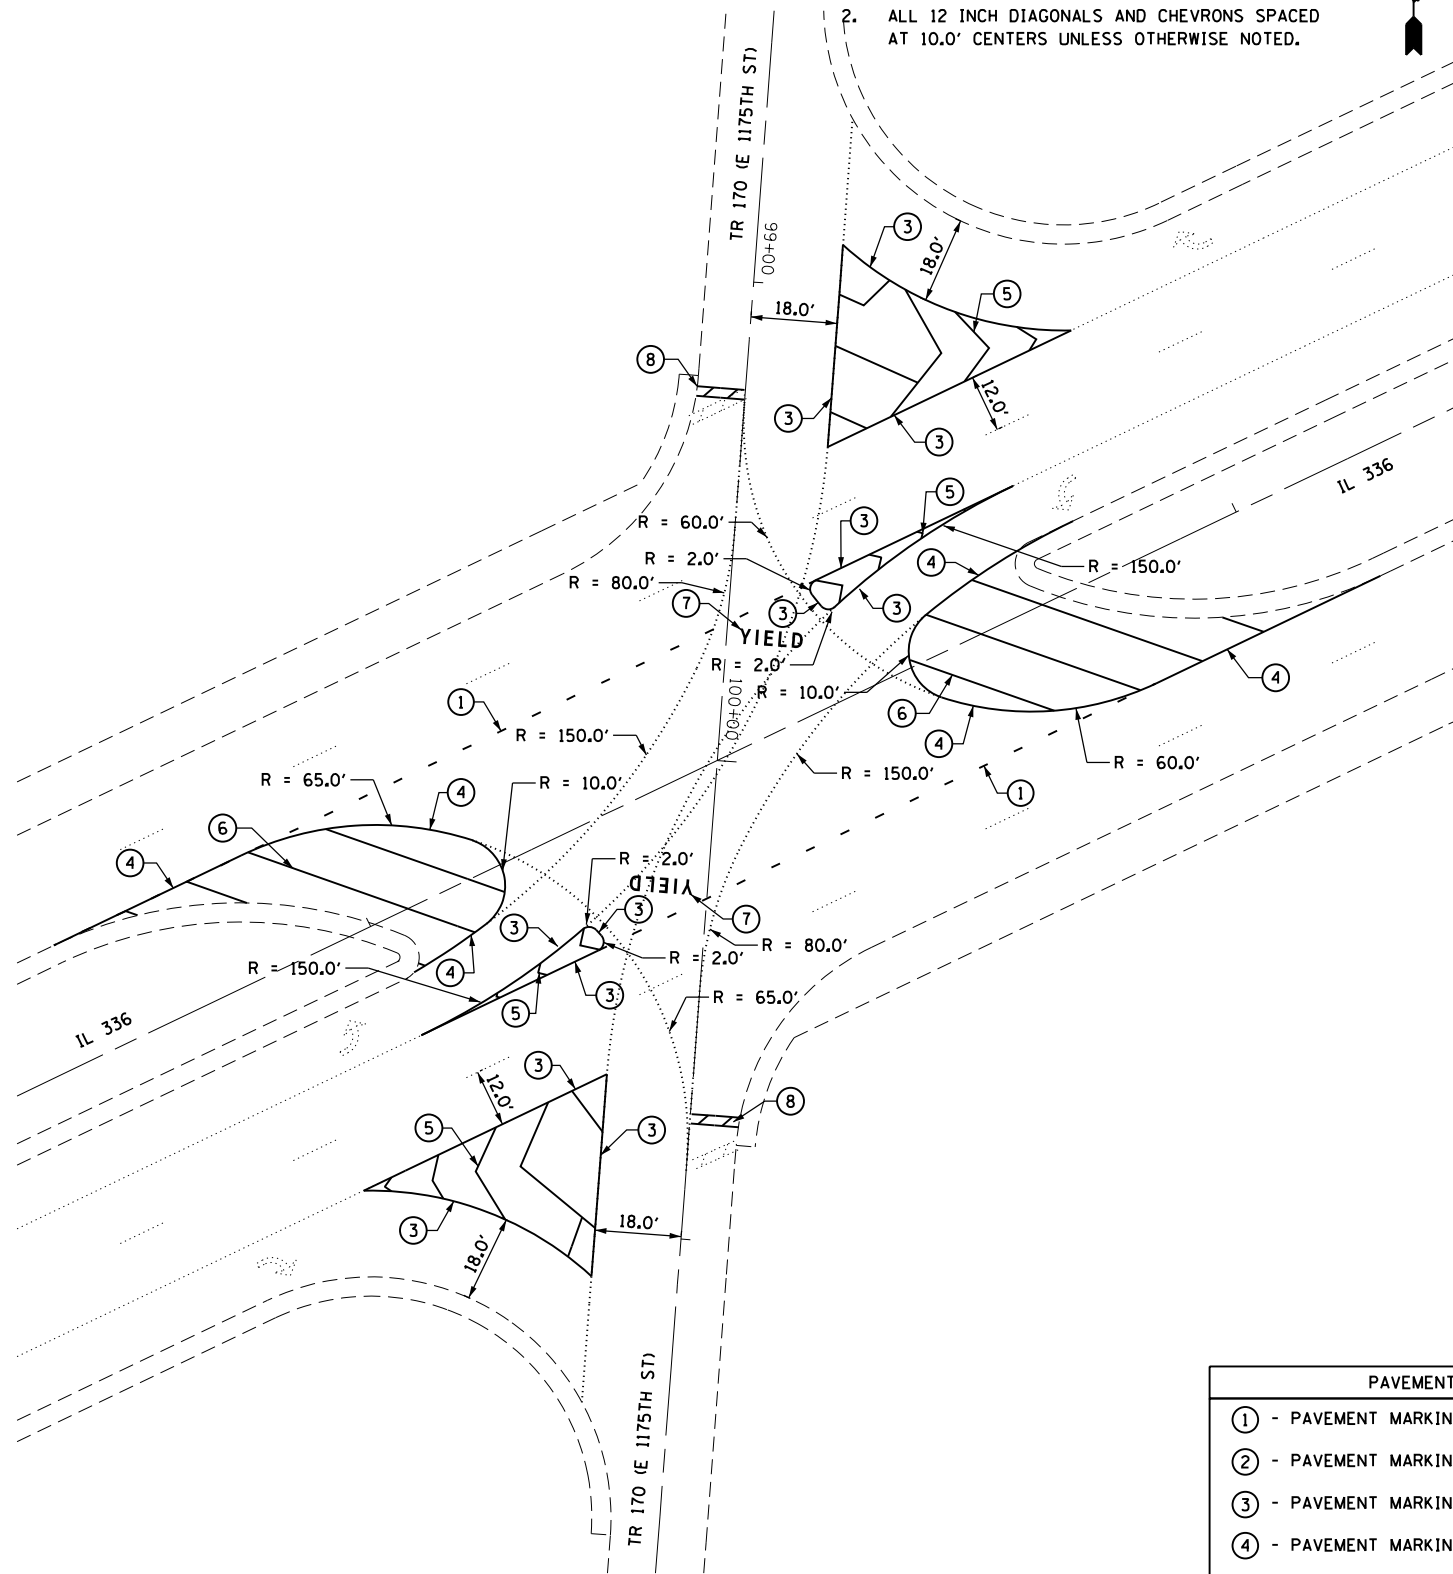 2. ALL 12 INCH DIAGONALS AND CHEVRONS SPACED
AT 10.0' CENTERS UNLESS OTHERWISE NOTED.
TR 170 (E 1175TH ST)
99+00
3
18.0'
5
18.0'
8
12.0'
3
3
IL 336
5
3
R = 60.0'
R = 2.0'
4
R = 150.0'
R = 80.0'
7
3
3
YIELD
R = 2.0'
4
R = 10.0'
1
6
100+00
R = 150.0'
4
R = 60.0'
R = 65.0'
R = 10.0'
R = 150.0'
4
1
6
4
R = 2.0'
YIELD
3
7
3
R = 80.0'
R = 150.0'
4
R = 2.0'
3
R = 65.0'
5
IL 336
3
12.0'
8
5
3
3
18.0'
18.0'
TR 170 (E 1175TH ST)
PAVEMENT
1 - PAVEMENT MARKIN
2 - PAVEMENT MARKIN
3 - PAVEMENT MARKIN
4 - PAVEMENT MARKIN